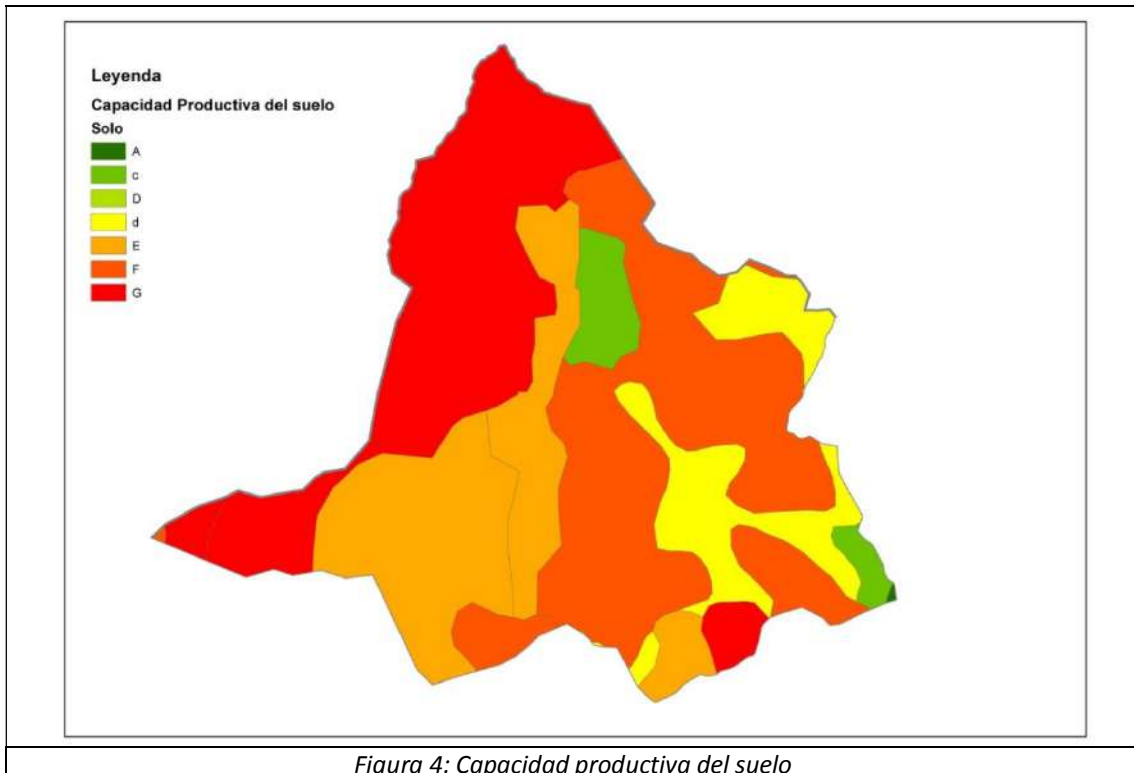 Leyenda
Capacidad Productiva del suelo
Solo
A
c
D
d
E
F
G
Figura 4: Capacidad productiva del suelo